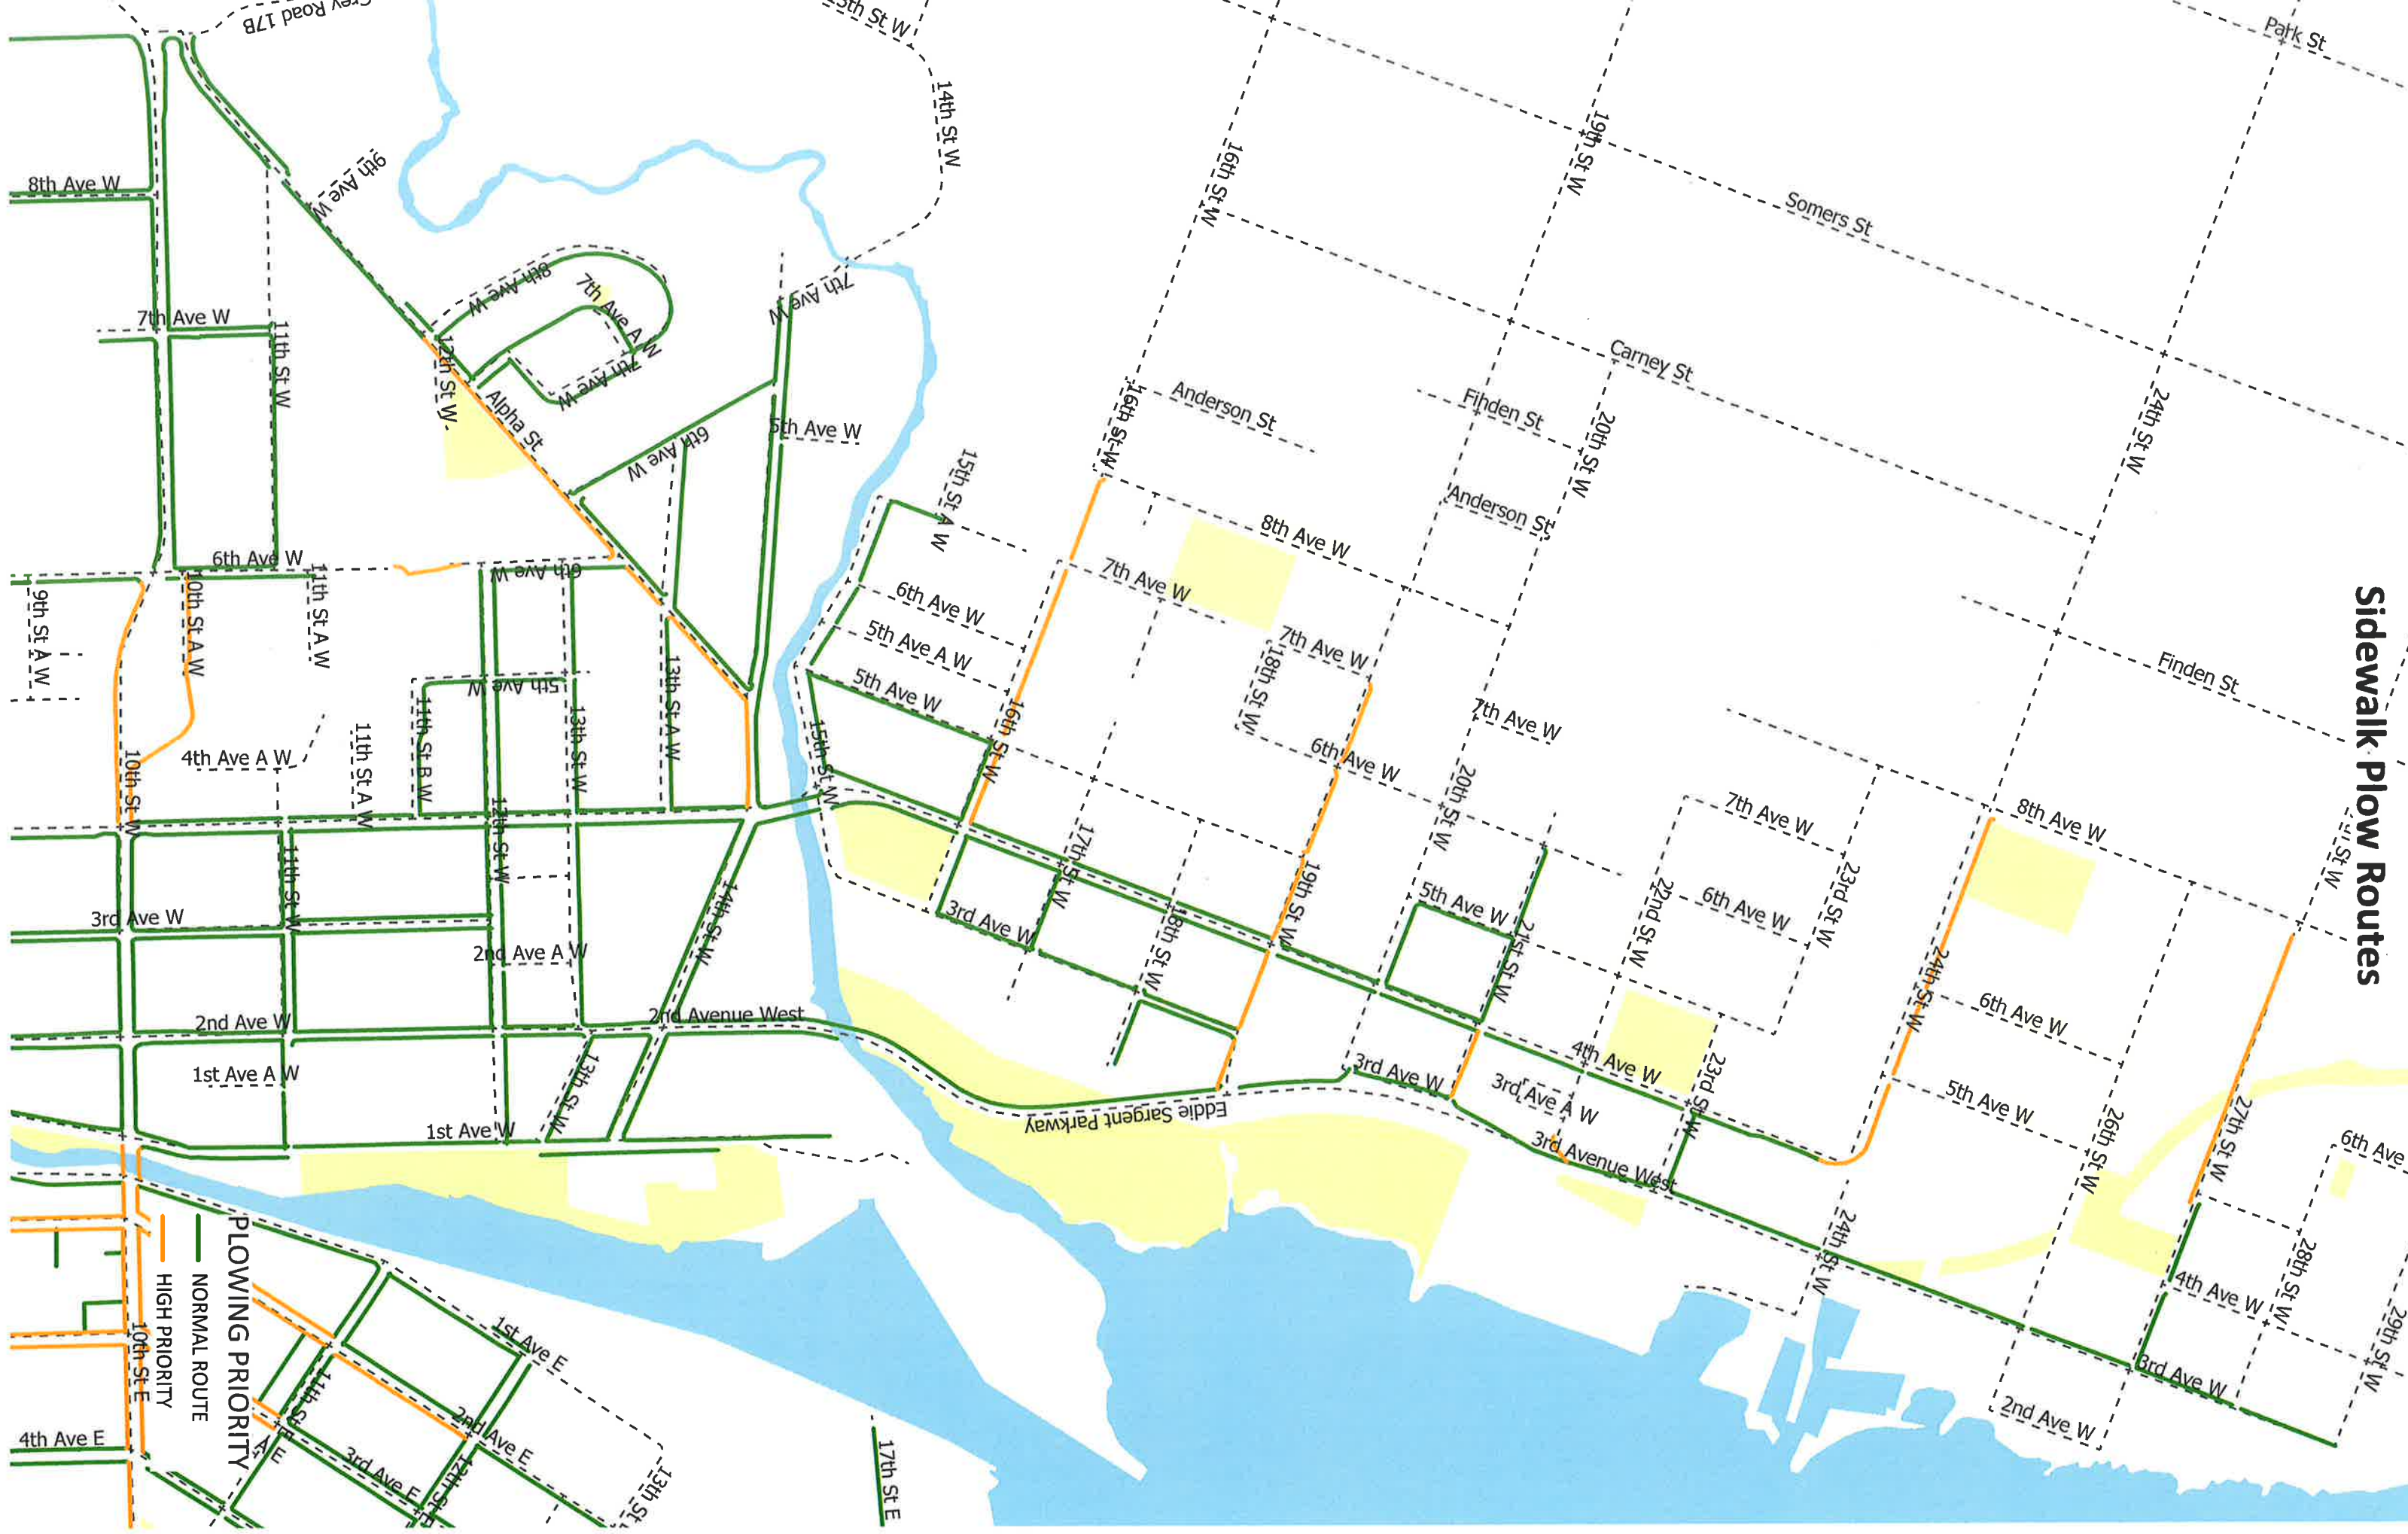 Sidewalk Plow Routes
Park St
19th St W
16th St W
14th St W
Grey Road 17B
Somers St
9th Ave W
8th Ave W
8th Ave W
7th Ave A W
7th Ave W
7th Ave W
7th Ave W
11th St W
12th St W
Alpha St
6th Ave W
5th Ave W
Carney St
Anderson St
Finden St
20th St W
24th St W
16th St W
15th St A W
Anderson St
8th Ave W
7th Ave W
6th Ave W
5th Ave A W
5th Ave W
7th Ave W
18th St W
6th Ave W
7th Ave W
Finden St
6th Ave W
6th Ave W
9th St A W
10th St A W
11th St A W
5th Ave W
13th St A W
13th St W
11th St B W
11th St A W
4th Ave A W
10th St W
12th St W
15th St W
16th St W
17th St W
20th St W
7th Ave W
6th Ave W
8th Ave W
23rd St W
22nd St W
5th Ave W
21st St W
19th St W
18th St W
3rd Ave W
14th St W
11th St W
3rd Ave W
2nd Ave A W
2nd Avenue West
2nd Ave W
1st Ave A W
13th St W
1st Ave W
Eddie Sargent Parkway
3rd Ave W
3rd Ave A W
3rd Avenue West
4th Ave W
23rd St W
24th St W
6th Ave W
5th Ave W
26th St W
27th St W
6th Ave
28th St W
4th Ave W
29th St W
24th St W
3rd Ave W
2nd Ave W
PLOWING PRIORITY
NORMAL ROUTE
HIGH PRIORITY
10th St E
4th Ave E
11th St E
A E
1st Ave E
2nd Ave E
3rd Ave E
12th St E
13th St
17th St E